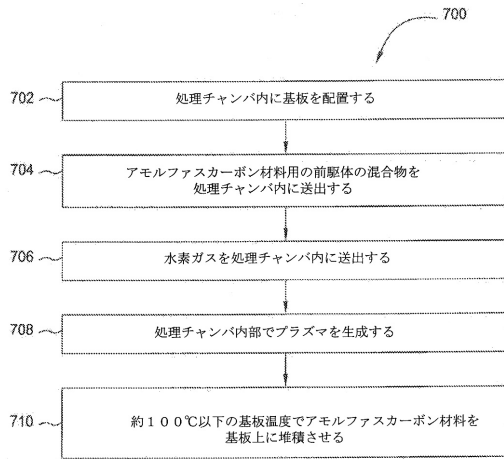 700
702
処理チャンバ内に基板を配置する
704
アモルファスカーボン材料用の前駆体の混合物を
処理チャンバ内に送出する
706
水素ガスを処理チャンバ内に送出する
708
処理チャンバ内部でプラズマを生成する
710
約１００℃以下の基板温度でアモルファスカーボン材料を
基板上に堆積させる